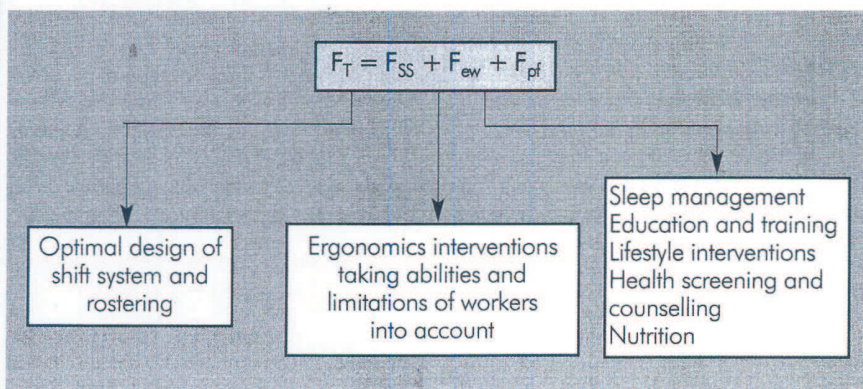 F_T = F_SS + F_ew + F_pf
Optimal design of
shift system and
rostering
Ergonomics interventions
taking abilities and
limitations of workers
into account
Sleep management
Education and training
Lifestyle interventions
Health screening and
counselling
Nutrition